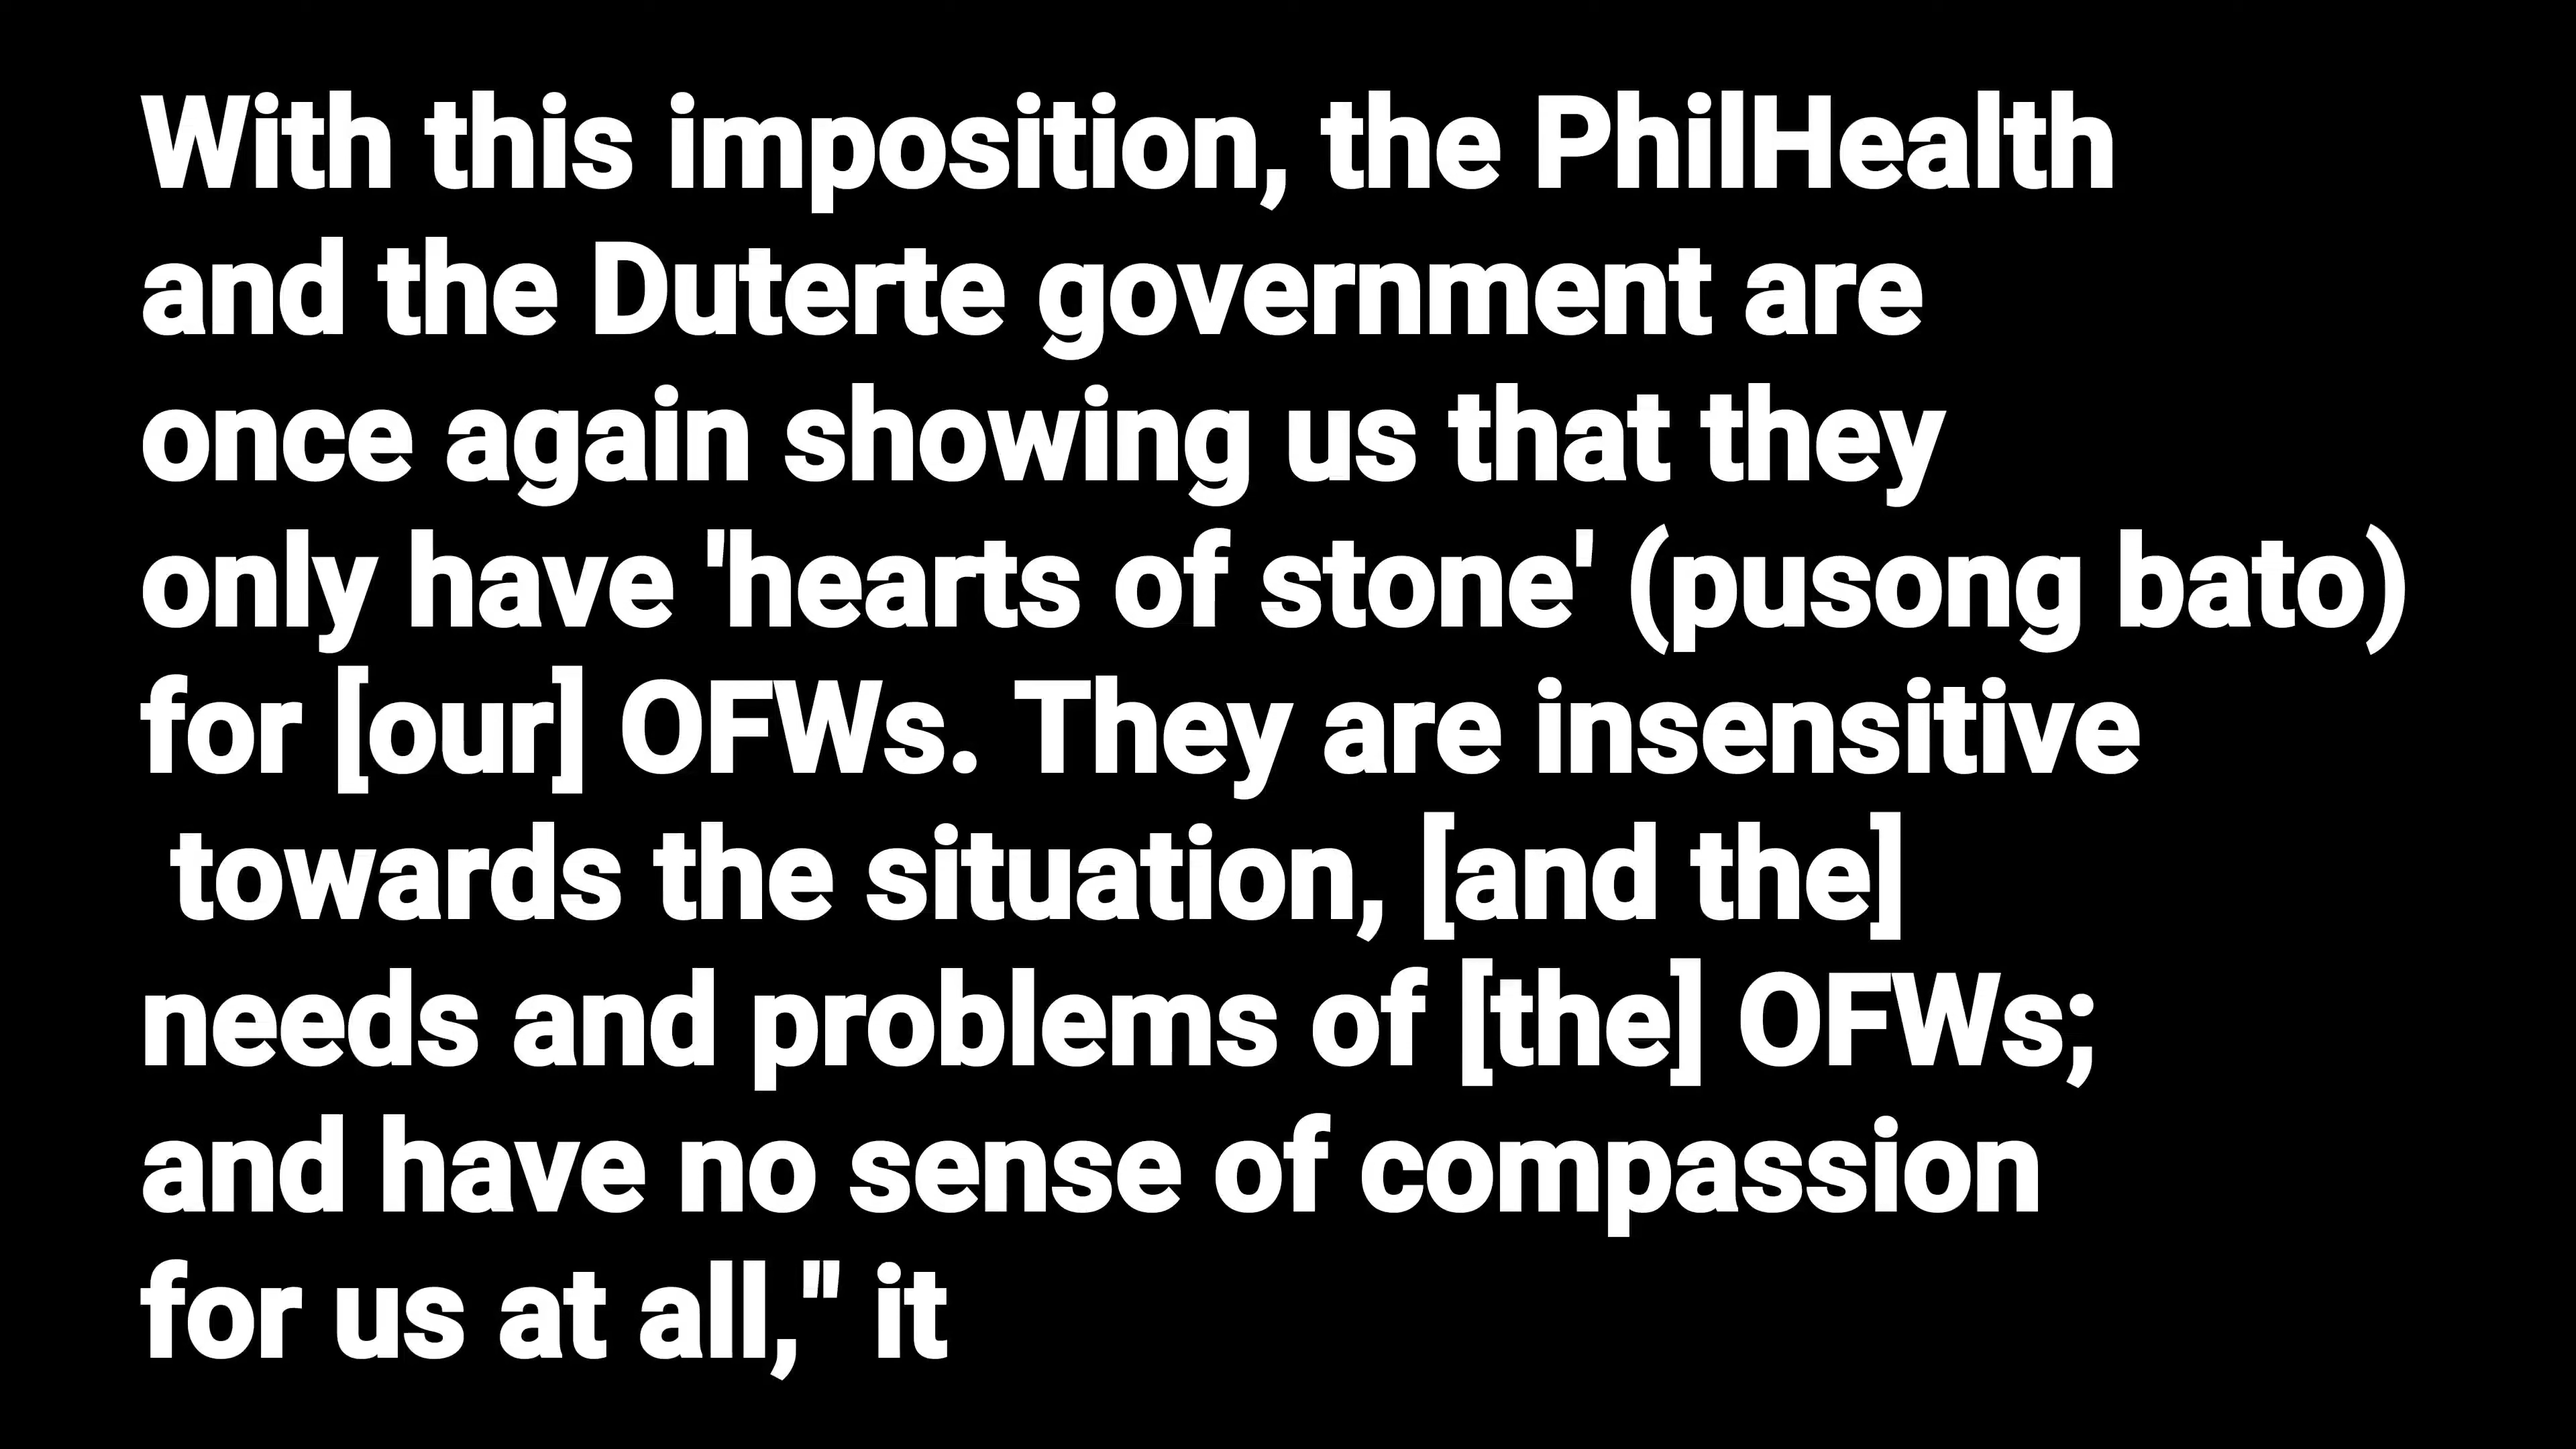 With this imposition, the PhilHealth
and the Duterte government are
once again showing us that they
only have 'hearts of stone' (pusong bato)
for [our] OFWs. They are insensitive
towards the situation, [and the]
needs and problems of [the] OFWs;
and have no sense of compassion
for us at all," it